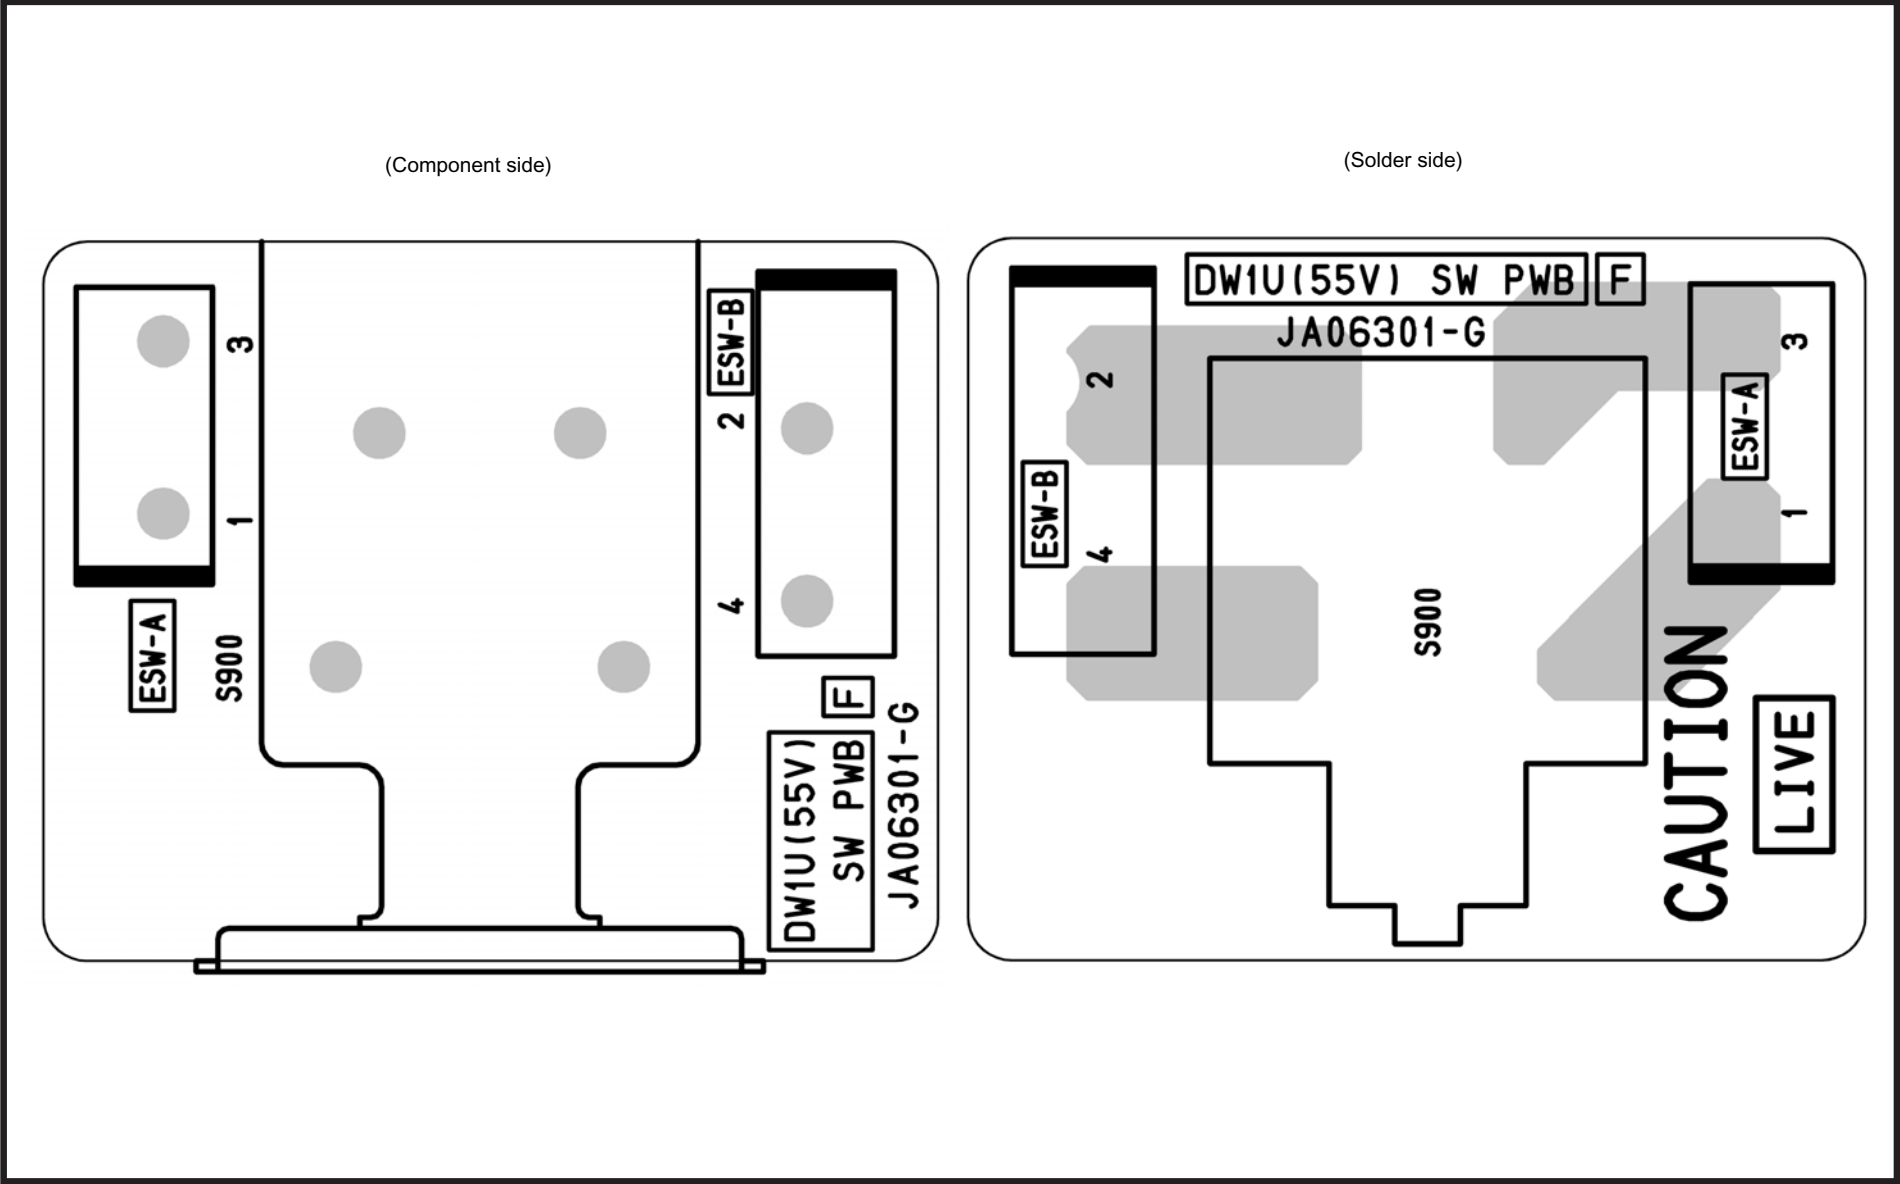 (Component side)
3
1
ESW-A
S900
ESW-B
2
4
F
DW1U(55V)
SW PWB
JA06301-G
(Solder side)
DW1U(55V) SW PWB F
JA06301-G
2
ESW-B
4
S900
3
ESW-A
1
CAUTION
LIVE